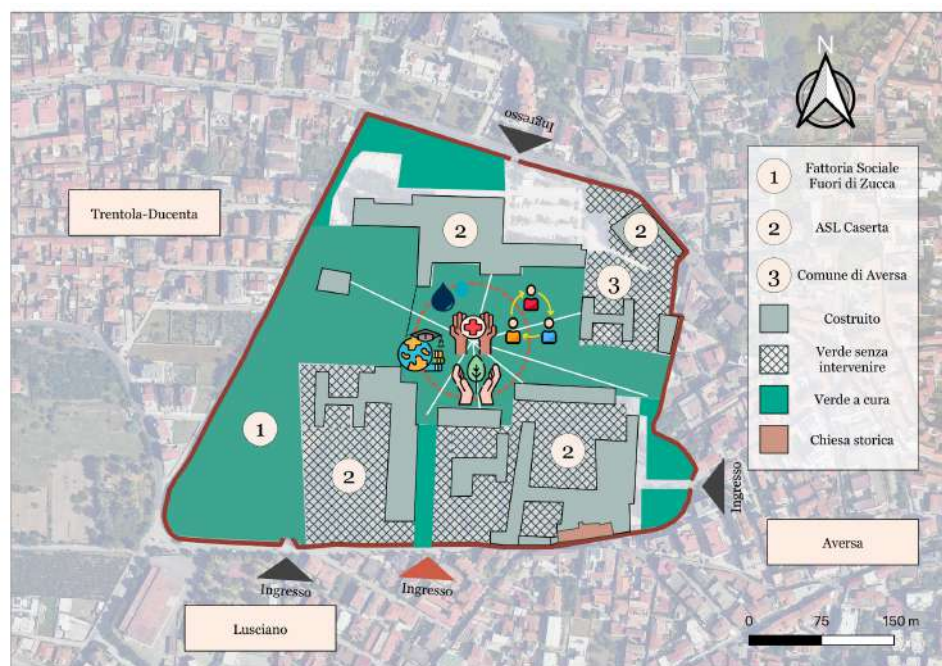 N
Ingresso
Trentola-Ducenta
1 Fattoria Sociale
Fuori di Zucca
2 ASL Caserta
3 Comune di Aversa
Costruito
Verde senza
intervenire
Verde a cura
Chiesa storica
2
2
3
1
2
2
Ingresso
Aversa
Ingresso
Ingresso
Lusciano
0 75 150 m